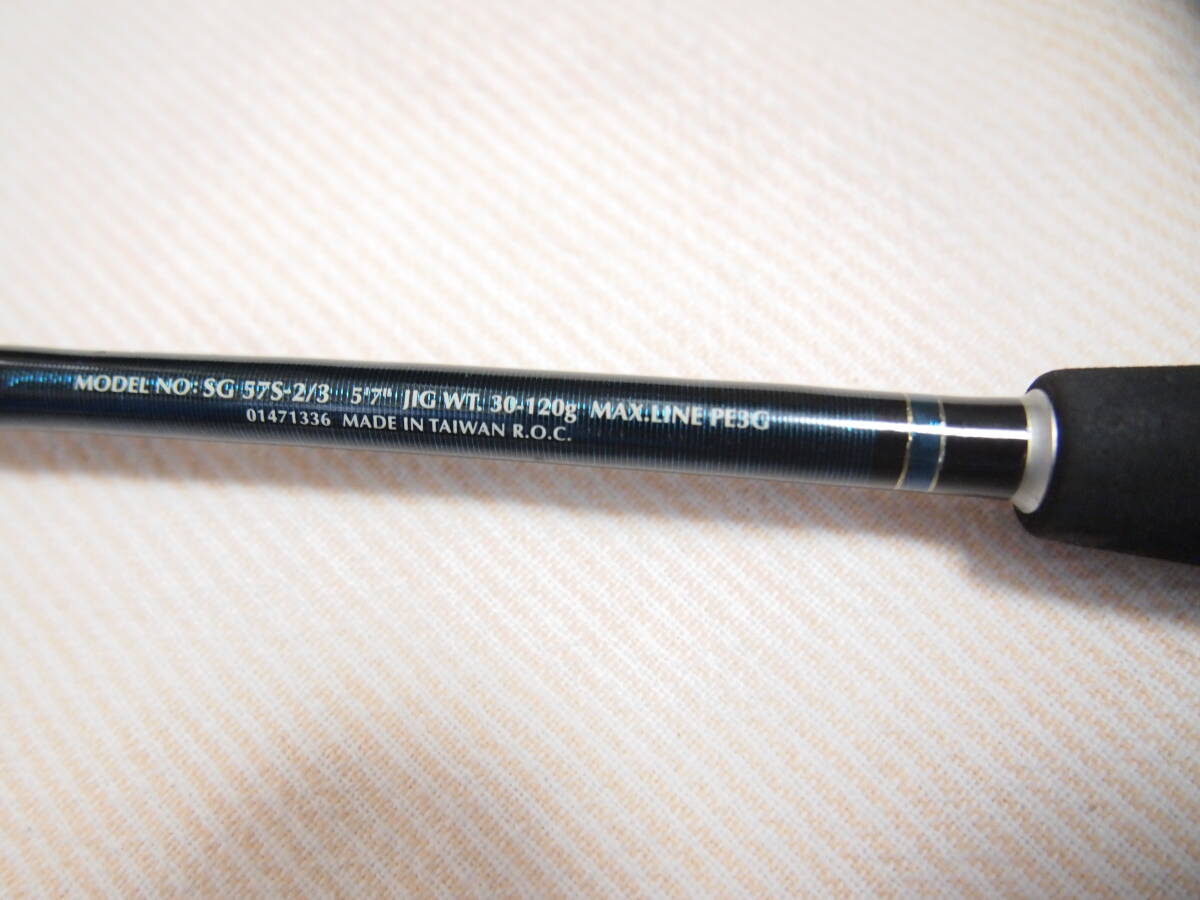 MODEL NO: SG 57S-2/3 5'7" JIG WT. 30-120g MAX.LINE PE3G
01471336 MADE IN TAIWAN R.O.C.